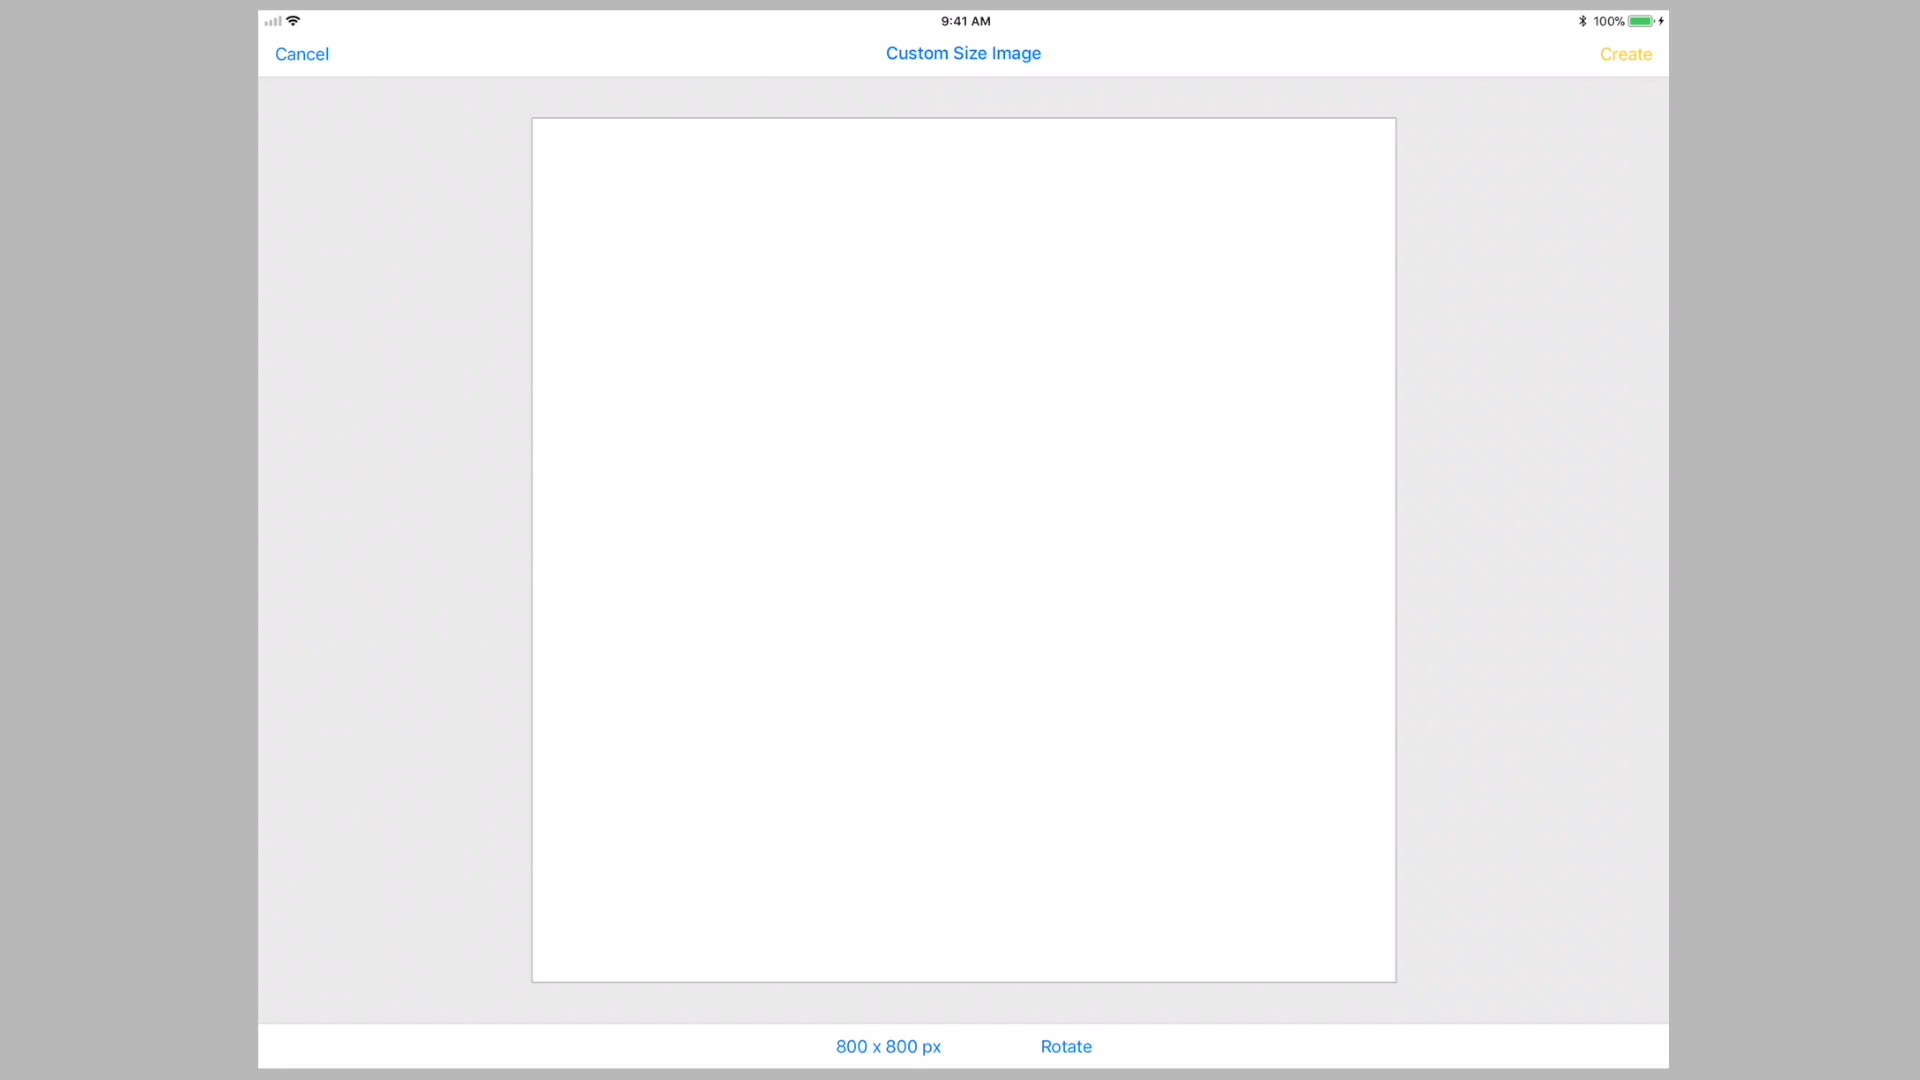 9:41 AM
100%
Cancel
Custom Size Image
Create
800 x 800 px
Rotate